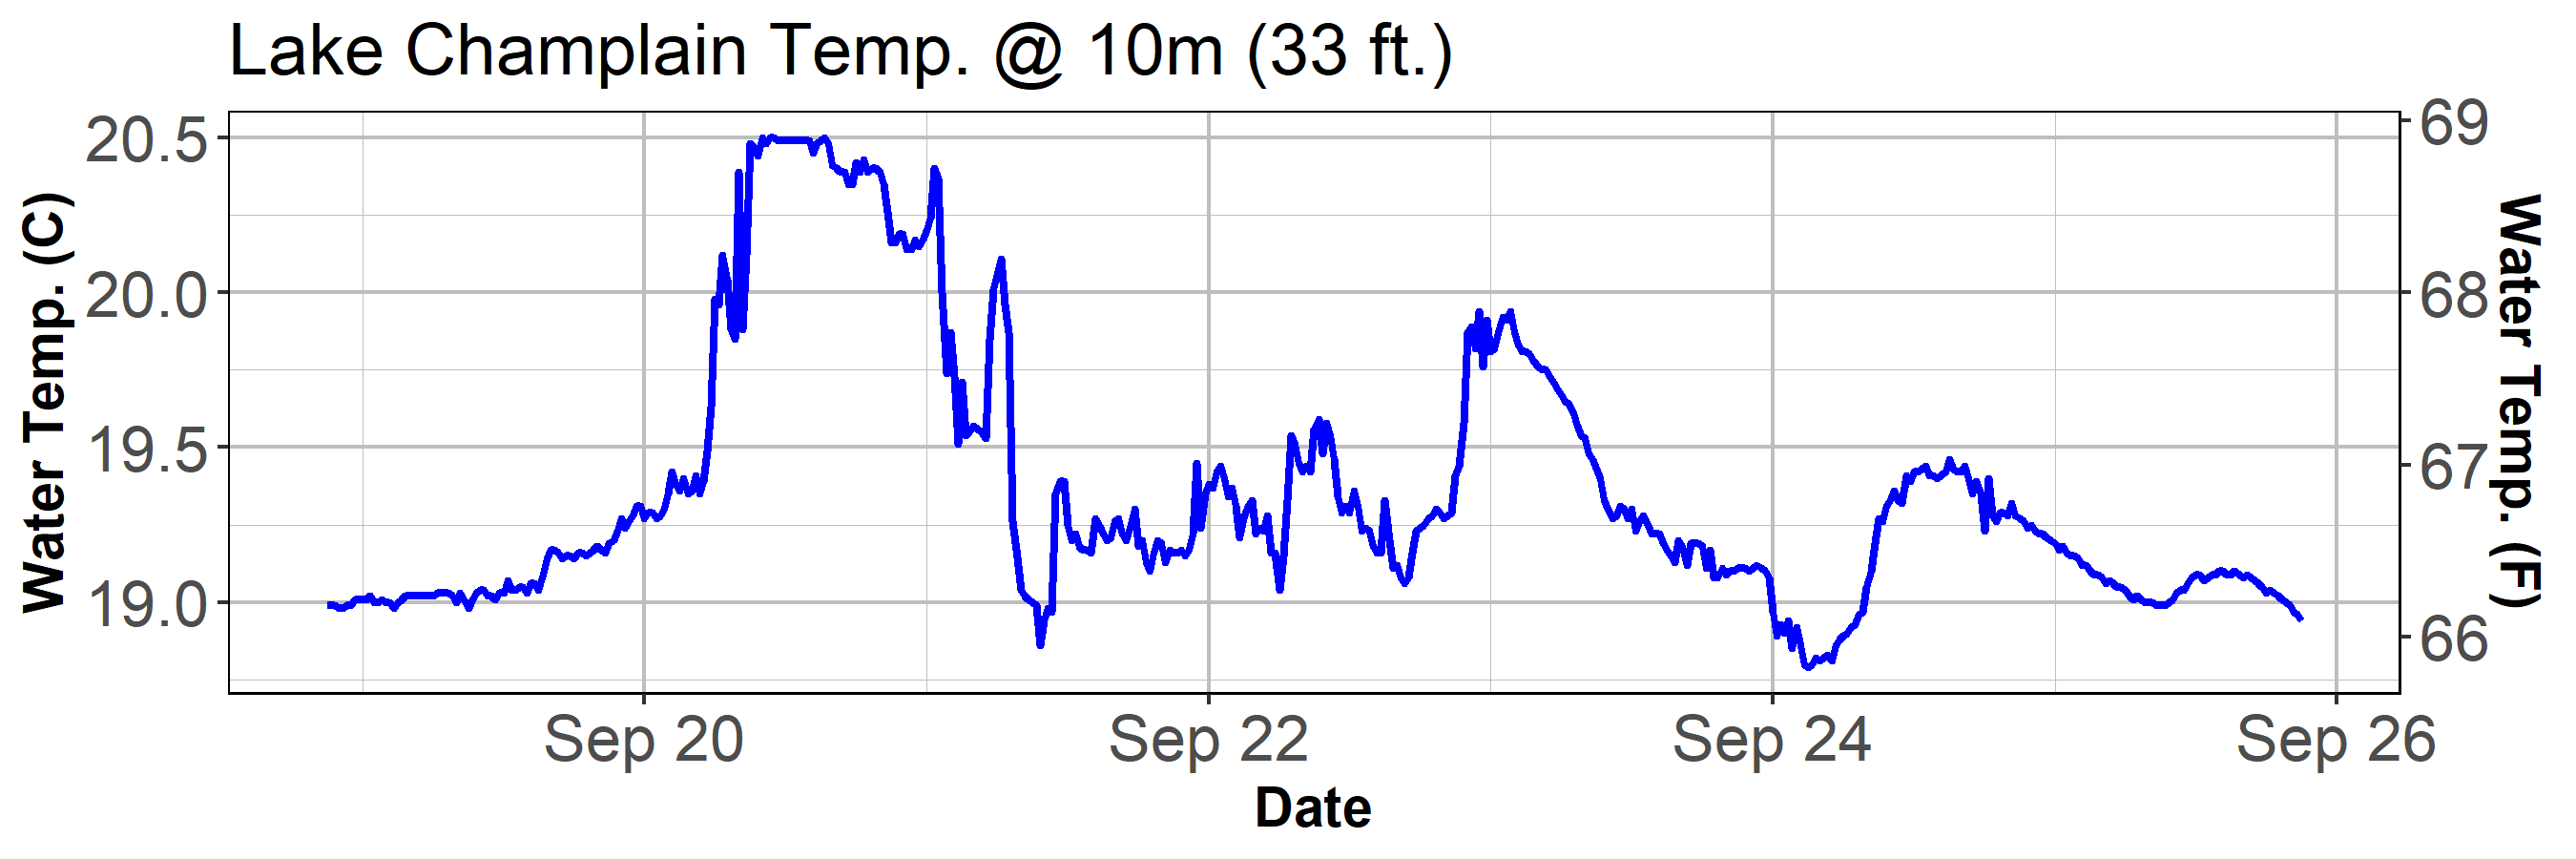 Lake Champlain Temp. @ 10m (33 ft.)
Water Temp. (C)
20.5
20.0
19.5
19.0
69
68
67
66
Water Temp. (F)
Sep 20
Sep 22
Sep 24
Sep 26
Date